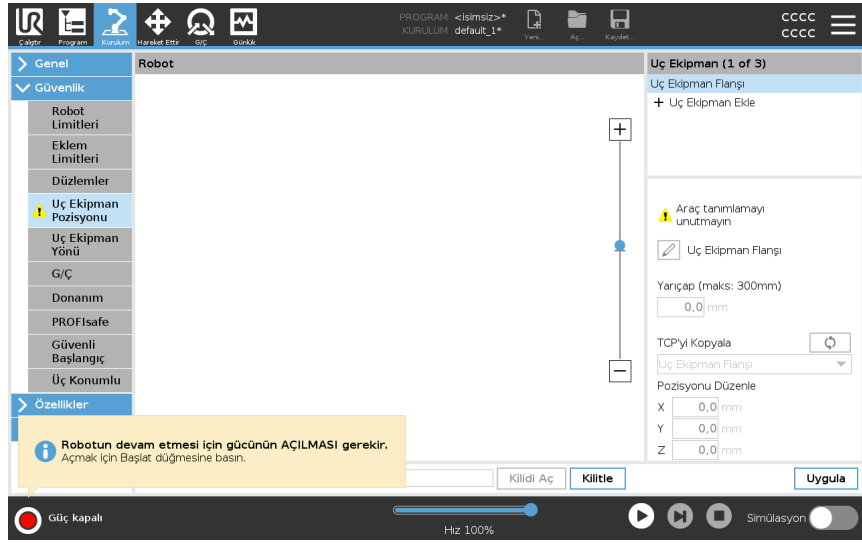 UR
Çalıştır
Program
Kurulum
Hareket Ettir
G/Ç
Günlük
PROGRAM <isimsiz>*
KURULUM default_1*
Yeni...
Aç...
Kaydet...
CCCC
CCCC
Genel
Güvenlik
Robot
Limitleri
Eklem
Limitleri
Düzlemler
Uç Ekipman
Pozisyonu
Uç Ekipman
Yönü
G/Ç
Donanım
PROFIsafe
Güvenli
Başlangıç
Üç Konumlu
Özellikler
Robot
Uç Ekipman (1 of 3)
Uç Ekipman Flanşı
+ Uç Ekipman Ekle
Araç tanımlamayı
unutmayın
Uç Ekipman Flanşı
Yarıçap (maks: 300mm)
0,0 mm
TCP'yi Kopyala
Uç Ekipman Flanşı
Pozisyonu Düzenle
X 0,0 mm
Y 0,0 mm
Z 0,0 mm
Robotun devam etmesi için gücünün AÇILMASI gerekir.
Açmak için Başlat düğmesine basın.
Kilidi Aç
Kilitle
Uygula
Güç kapalı
Hız 100%
Simülasyon